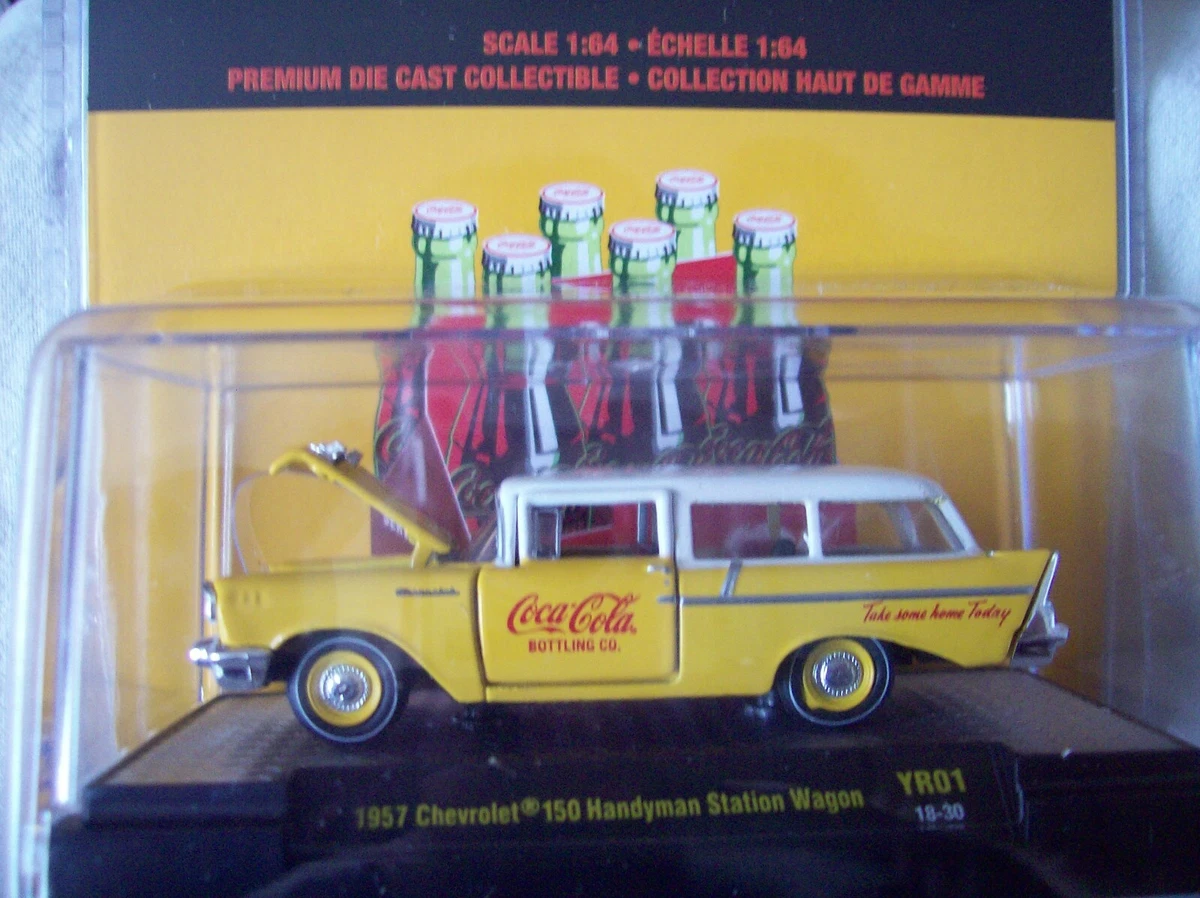 SCALE 1:64 • ÉCHELLE 1:64
PREMIUM DIE CAST COLLECTIBLE • COLLECTION HAUT DE GAMME
Coca-Cola
BOTTLING CO.
Take some home Today
1957 Chevrolet® 150 Handyman Station Wagon
YR01
18-30